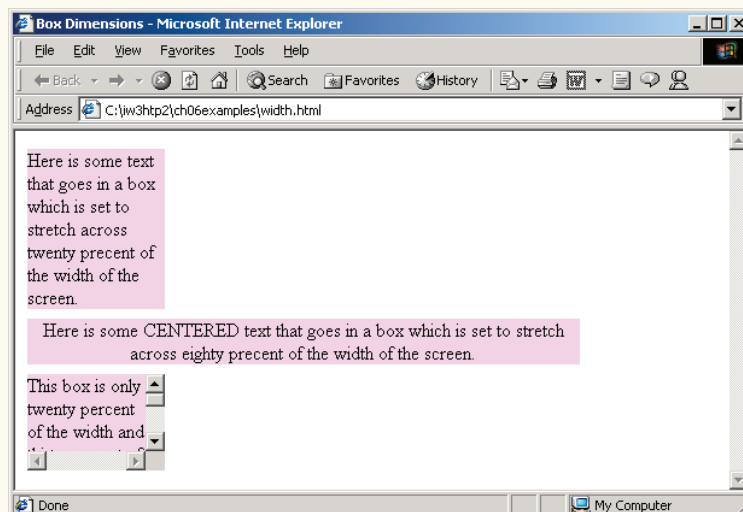 Box Dimensions - Microsoft Internet Explorer
File Edit View Favorites Tools Help
Back Search Favorites History
Address C:\iw3htp2\ch06examples\width.html
Here is some text
that goes in a box
which is set to
stretch across
twenty precent of
the width of the
screen.
Here is some CENTERED text that goes in a box which is set to stretch
across eighty precent of the width of the screen.
This box is only
twenty percent
of the width and
Done My Computer